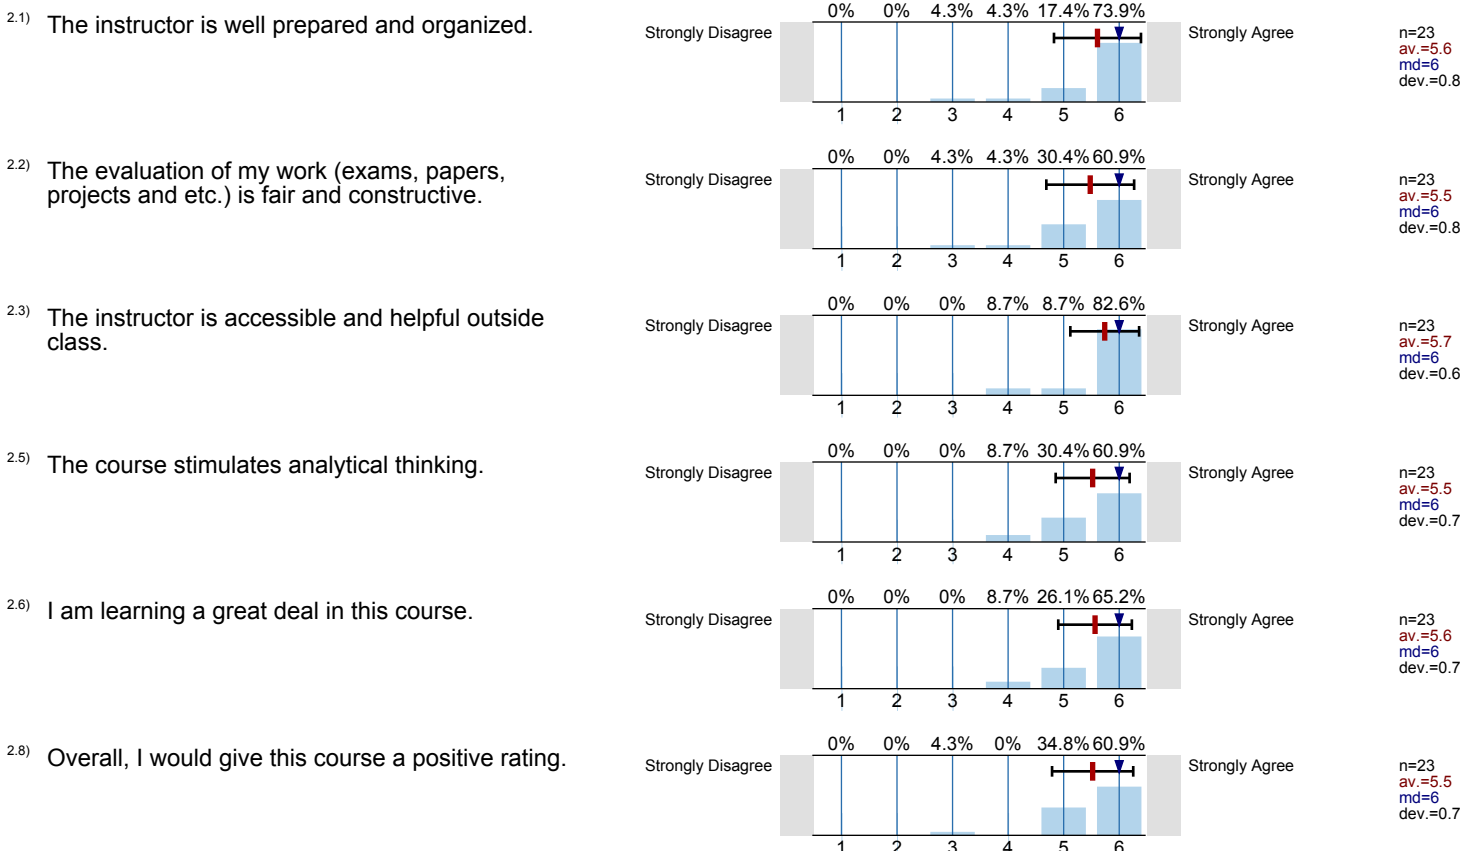 2.1) The instructor is well prepared and organized.
0% 0% 4.3% 4.3% 17.4% 73.9%
Strongly Disagree
Strongly Agree
1 2 3 4 5 6
n=23
av.=5.6
md=6
dev.=0.8
2.2) The evaluation of my work (exams, papers,
projects and etc.) is fair and constructive.
0% 0% 4.3% 4.3% 30.4% 60.9%
Strongly Disagree
Strongly Agree
1 2 3 4 5 6
n=23
av.=5.5
md=6
dev.=0.8
2.3) The instructor is accessible and helpful outside
class.
0% 0% 0% 8.7% 8.7% 82.6%
Strongly Disagree
Strongly Agree
1 2 3 4 5 6
n=23
av.=5.7
md=6
dev.=0.6
2.5) The course stimulates analytical thinking.
0% 0% 0% 8.7% 30.4% 60.9%
Strongly Disagree
Strongly Agree
1 2 3 4 5 6
n=23
av.=5.5
md=6
dev.=0.7
2.6) I am learning a great deal in this course.
0% 0% 0% 8.7% 26.1% 65.2%
Strongly Disagree
Strongly Agree
1 2 3 4 5 6
n=23
av.=5.6
md=6
dev.=0.7
2.8) Overall, I would give this course a positive rating.
0% 0% 4.3% 0% 34.8% 60.9%
Strongly Disagree
Strongly Agree
1 2 3 4 5 6
n=23
av.=5.5
md=6
dev.=0.7